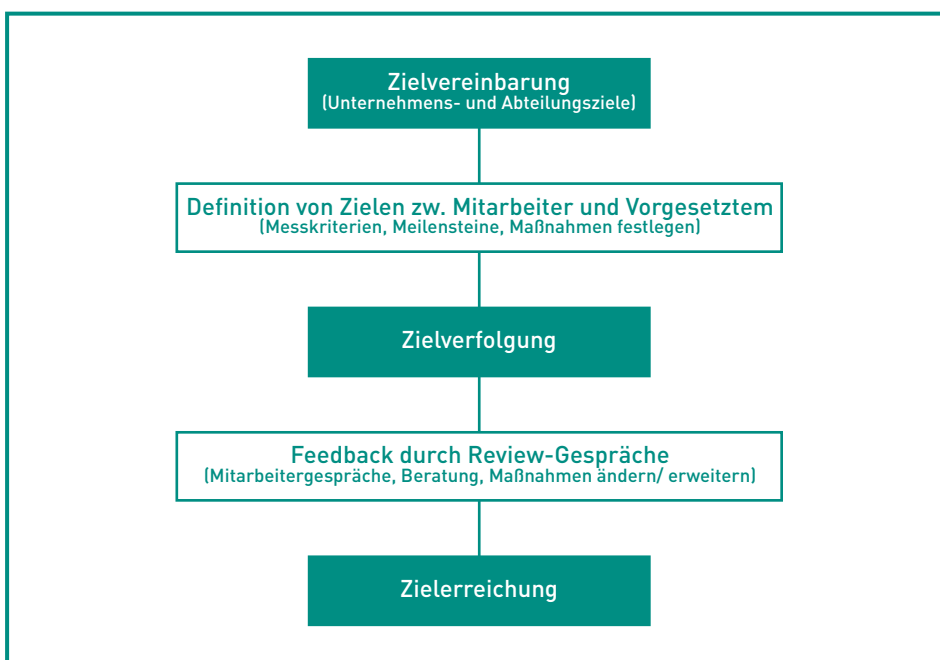 Zielvereinbarung
(Unternehmens- und Abteilungsziele)
Definition von Zielen zw. Mitarbeiter und Vorgesetztem
(Messkriterien, Meilensteine, Maßnahmen festlegen)
Zielverfolgung
Feedback durch Review-Gespräche
(Mitarbeitergespräche, Beratung, Maßnahmen ändern/ erweitern)
Zielerreichung